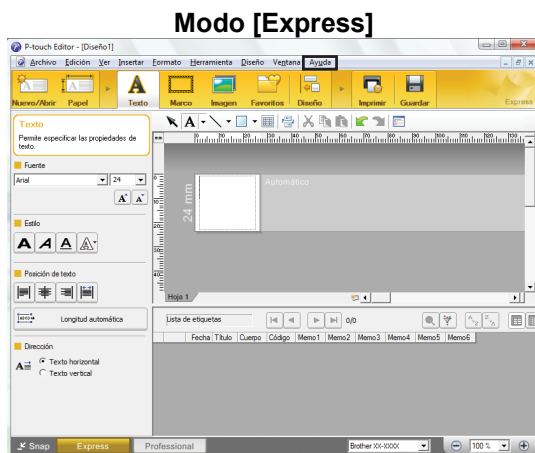 Modo [Express]
P-touch Editor - [Diseño1]
Archivo Edición Ver Insertar Formato Herramienta Diseño Ventana Ayuda
Nuevo/Abrir Papel Texto Marco Imagen Favoritos Diseño Imprimir Guardar Express
Texto
Permite especificar las propiedades de
texto.
Fuente
Arial 24
A A
Estilo
A A A A
Posición de texto
Longitud automática
Dirección
Texto horizontal
Texto vertical
24 mm
Automático
Hoja 1
Lista de etiquetas 0/0
Fecha Título Cuerpo Código Memo1 Memo2 Memo3 Memo4 Memo5 Memo6
Snap Express Professional Brother XX-XXXX 100 %